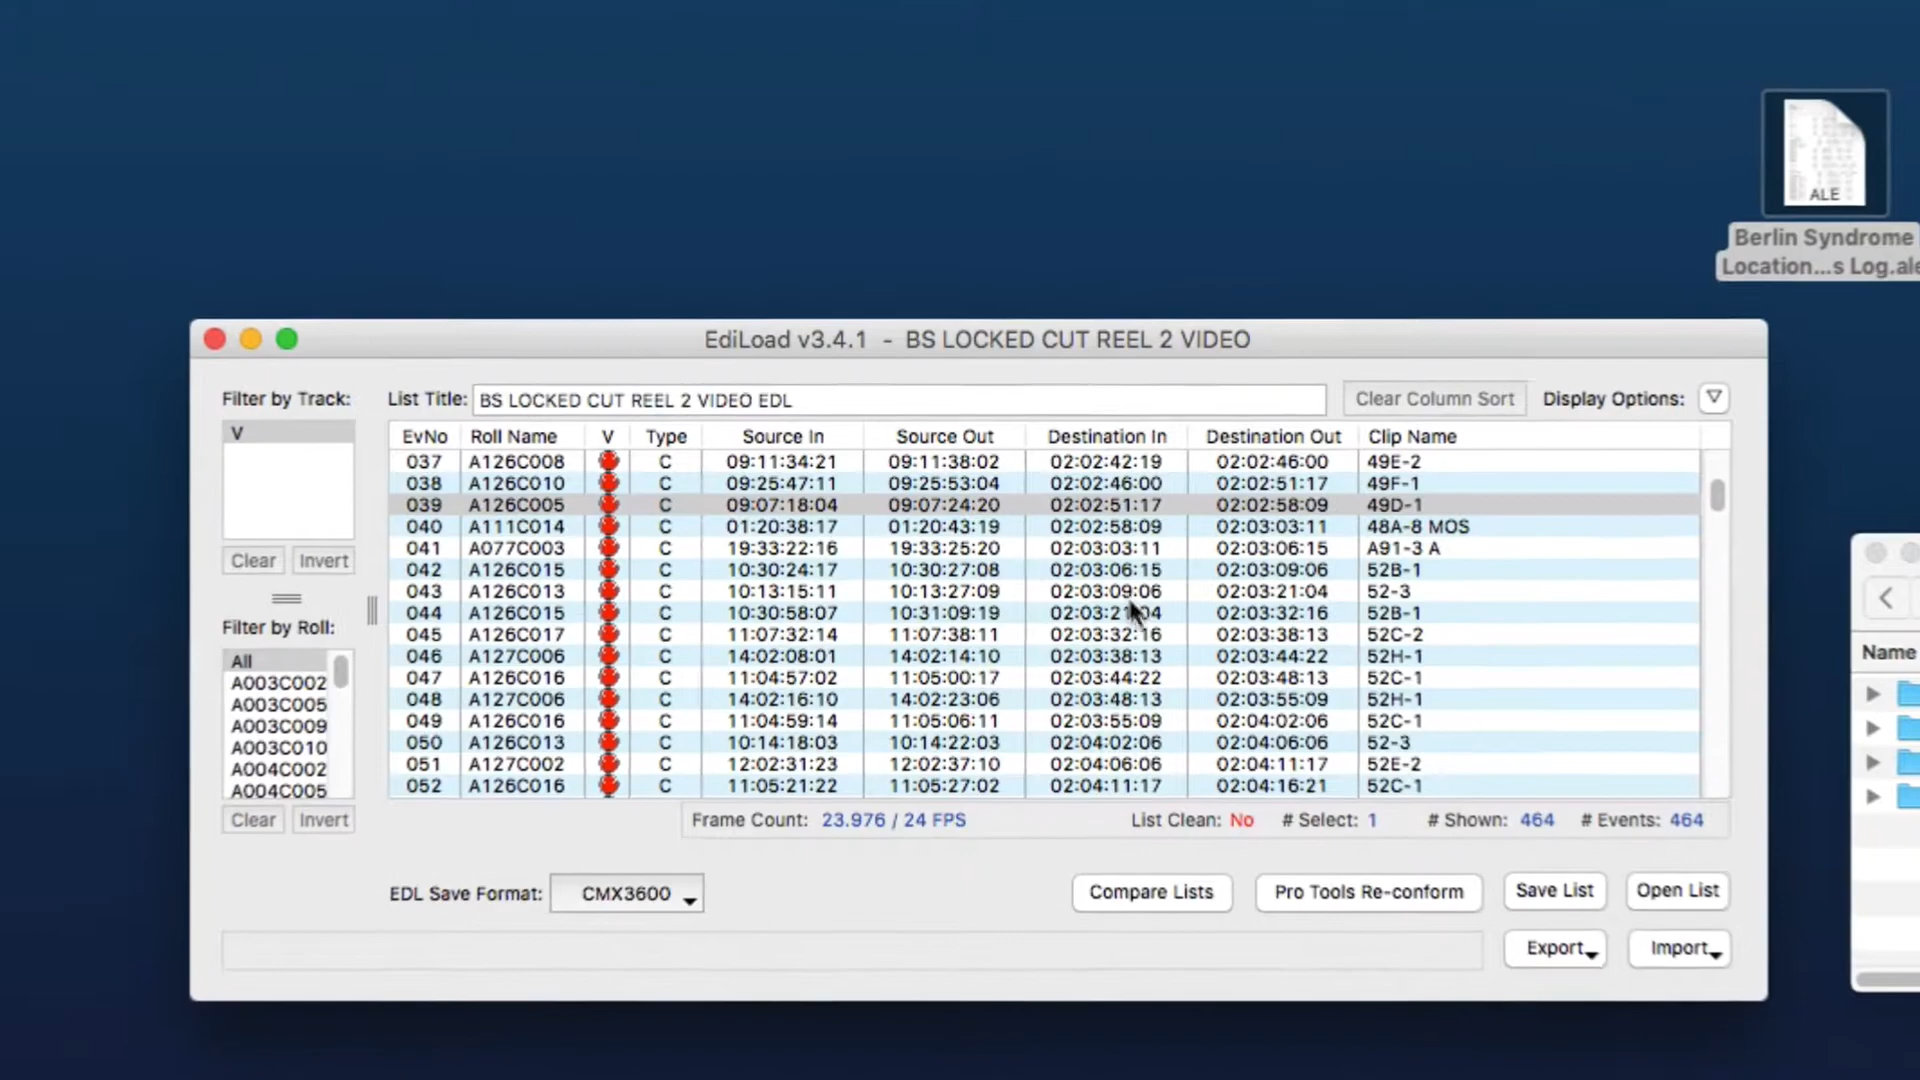 ALE
Berlin Syndrome
Location...s Log.ale
EdiLoad v3.4.1 - BS LOCKED CUT REEL 2 VIDEO
Filter by Track:
List Title: BS LOCKED CUT REEL 2 VIDEO EDL
Clear Column Sort
Display Options:
V
Clear Invert
Filter by Roll:
All
A003C002
A003C005
A003C009
A003C010
A004C002
A004C005
Clear Invert
EvNo Roll Name V Type Source In Source Out Destination In Destination Out Clip Name
037 A126C008 C 09:11:34:21 09:11:38:02 02:02:42:19 02:02:46:00 49E-2
038 A126C010 C 09:25:47:11 09:25:53:04 02:02:46:00 02:02:51:17 49F-1
039 A126C005 C 09:07:18:04 09:07:24:20 02:02:51:17 02:02:58:09 49D-1
040 A111C014 C 01:20:38:17 01:20:43:19 02:02:58:09 02:03:03:11 48A-8 MOS
041 A077C003 C 19:33:22:16 19:33:25:20 02:03:03:11 02:03:06:15 A91-3 A
042 A126C015 C 10:30:24:17 10:30:27:08 02:03:06:15 02:03:09:06 52B-1
043 A126C013 C 10:13:15:11 10:13:27:09 02:03:09:06 02:03:21:04 52-3
044 A126C015 C 10:30:58:07 10:31:09:19 02:03:21:04 02:03:32:16 52B-1
045 A126C017 C 11:07:32:14 11:07:38:11 02:03:32:16 02:03:38:13 52C-2
046 A127C006 C 14:02:08:01 14:02:14:10 02:03:38:13 02:03:44:22 52H-1
047 A126C016 C 11:04:57:02 11:05:00:17 02:03:44:22 02:03:48:13 52C-1
048 A127C006 C 14:02:16:10 14:02:23:06 02:03:48:13 02:03:55:09 52H-1
049 A126C016 C 11:04:59:14 11:05:06:11 02:03:55:09 02:04:02:06 52C-1
050 A126C013 C 10:14:18:03 10:14:22:03 02:04:02:06 02:04:06:06 52-3
051 A127C002 C 12:02:31:23 12:02:37:10 02:04:06:06 02:04:11:17 52E-2
052 A126C016 C 11:05:21:22 11:05:27:02 02:04:11:17 02:04:16:21 52C-1
Frame Count: 23.976 / 24 FPS List Clean: No # Select: 1 # Shown: 464 # Events: 464
EDL Save Format: CMX3600
Compare Lists Pro Tools Re-conform Save List Open List
Export Import
Name